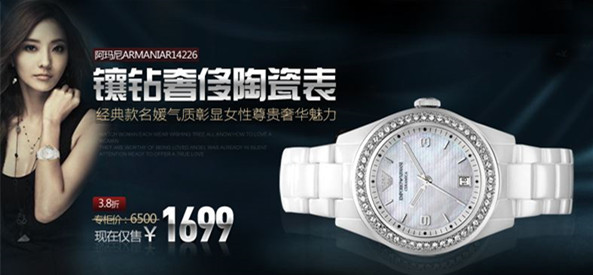 阿玛尼ARMANIAR14226
镶钻奢侈陶瓷表
经典款名媛气质彰显女性尊贵奢华魅力
3.8折
专柜价:6500
现在仅售¥1699
EMPORIO ARMANI